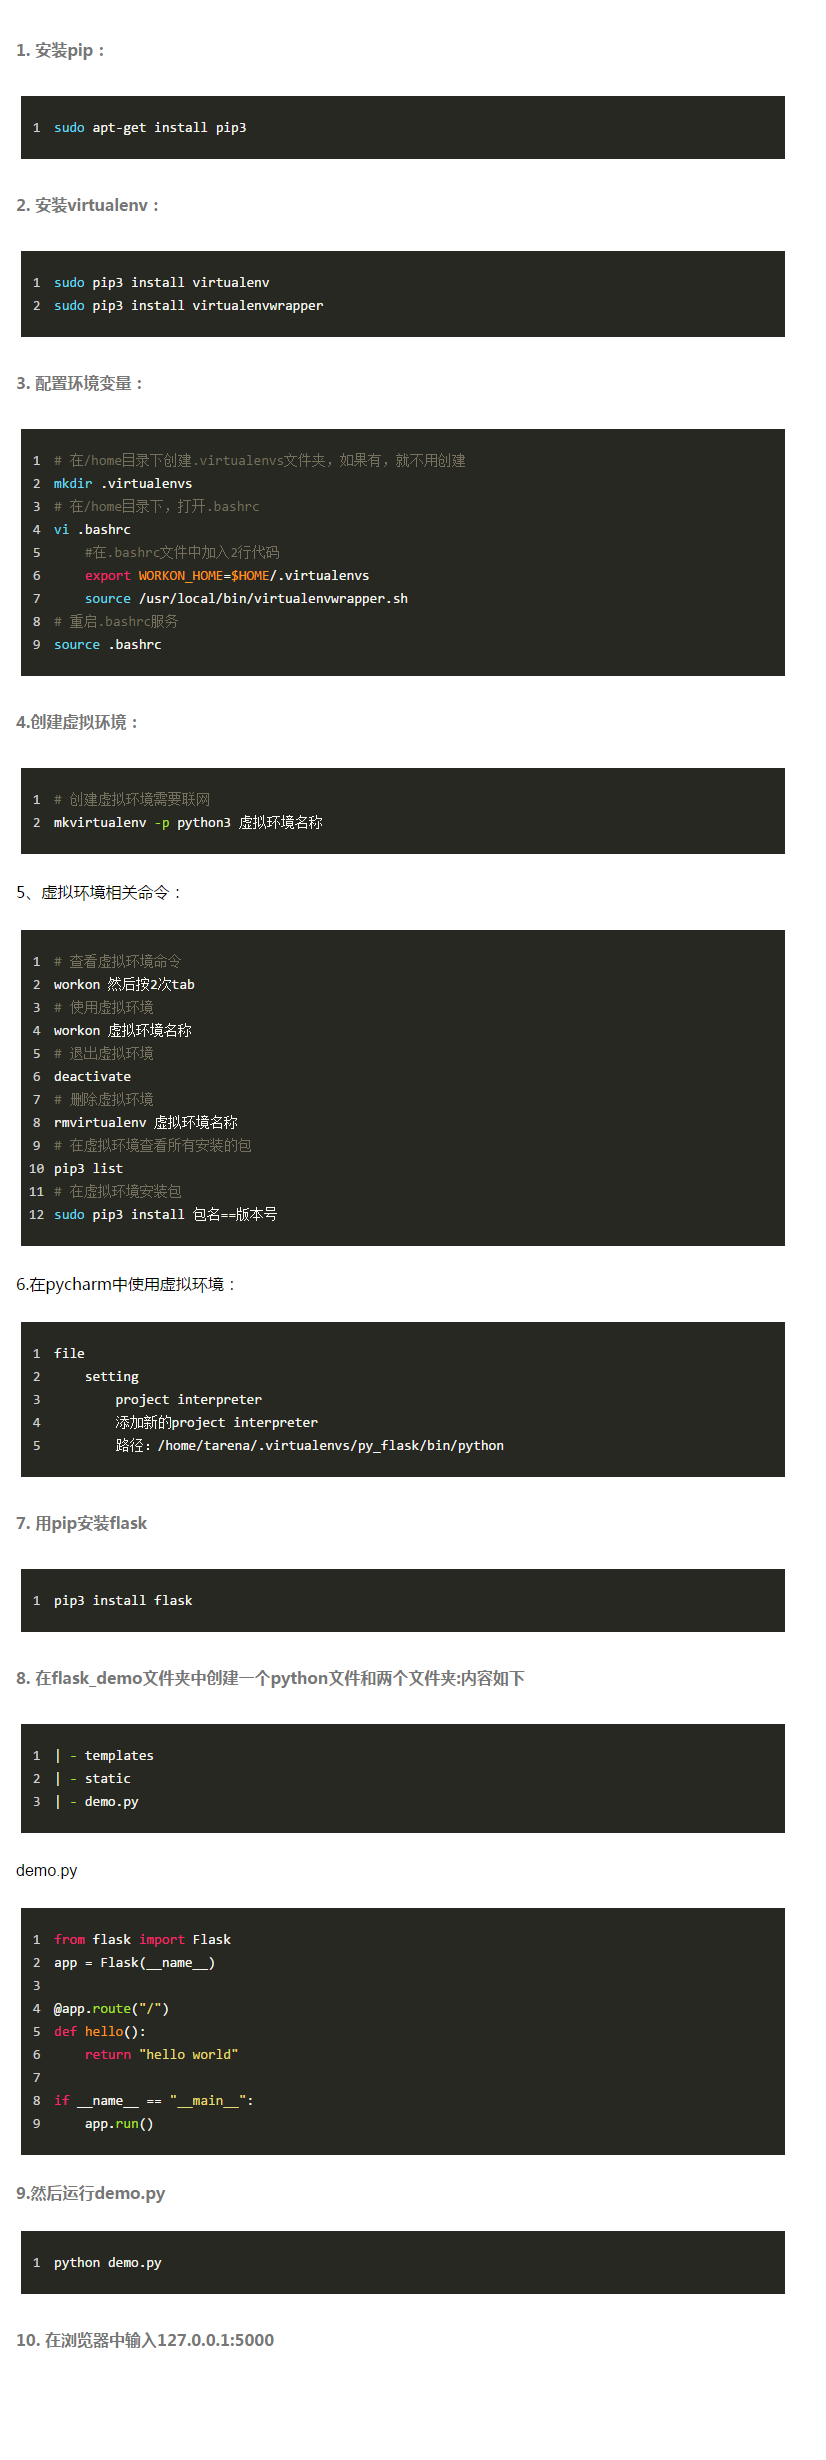 1. 安装pip：
1 sudo apt-get install pip3
2. 安装virtualenv：
1 sudo pip3 install virtualenv
2 sudo pip3 install virtualenvwrapper
3. 配置环境变量：
1 # 在/home目录下创建.virtualenvs文件夹，如果有，就不用创建
2 mkdir .virtualenvs
3 # 在/home目录下，打开.bashrc
4 vi .bashrc
5     #在.bashrc文件中加入2行代码
6     export WORKON_HOME=$HOME/.virtualenvs
7     source /usr/local/bin/virtualenvwrapper.sh
8 # 重启.bashrc服务
9 source .bashrc
4.创建虚拟环境：
1 # 创建虚拟环境需要联网
2 mkvirtualenv -p python3 虚拟环境名称
5、虚拟环境相关命令：
1 # 查看虚拟环境命令
2 workon 然后按2次tab
3 # 使用虚拟环境
4 workon 虚拟环境名称
5 # 退出虚拟环境
6 deactivate
7 # 删除虚拟环境
8 rmvirtualenv 虚拟环境名称
9 # 在虚拟环境查看所有安装的包
10 pip3 list
11 # 在虚拟环境安装包
12 sudo pip3 install 包名==版本号
6.在pycharm中使用虚拟环境：
1 file
2     setting
3         project interpreter
4         添加新的project interpreter
5         路径：/home/tarena/.virtualenvs/py_flask/bin/python
7. 用pip安装flask
1 pip3 install flask
8. 在flask_demo文件夹中创建一个python文件和两个文件夹:内容如下
1 | - templates
2 | - static
3 | - demo.py
demo.py
1 from flask import Flask
2 app = Flask(__name__)
3
4 @app.route("/")
5 def hello():
6     return "hello world"
7
8 if __name__ == "__main__":
9     app.run()
9.然后运行demo.py
1 python demo.py
10. 在浏览器中输入127.0.0.1:5000